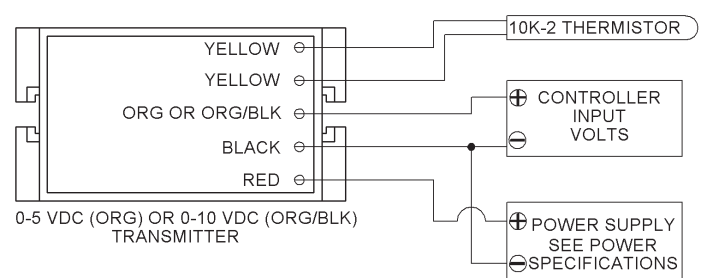 YELLOW
10K-2 THERMISTOR
YELLOW
ORG OR ORG/BLK
BLACK
RED
+ CONTROLLER
INPUT
VOLTS
-
0-5 VDC (ORG) OR 0-10 VDC (ORG/BLK)
TRANSMITTER
+ POWER SUPPLY
SEE POWER
- SPECIFICATIONS